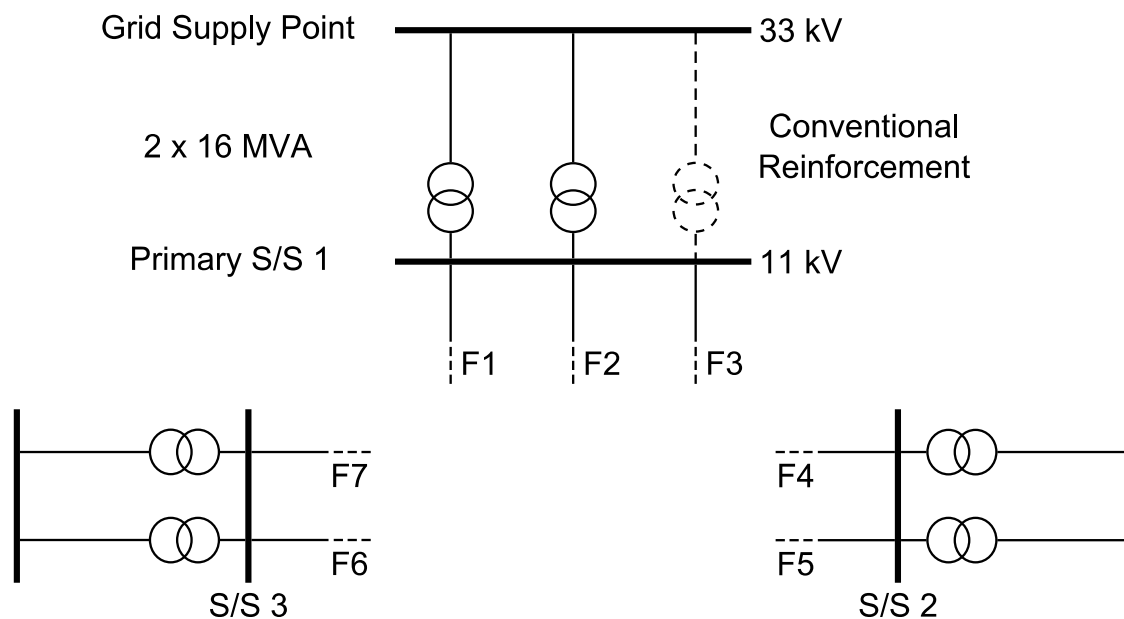 Grid Supply Point
33 kV
2 x 16 MVA
Conventional
Reinforcement
Primary S/S 1
11 kV
F1
F2
F3
F7
F4
F6
F5
S/S 3
S/S 2